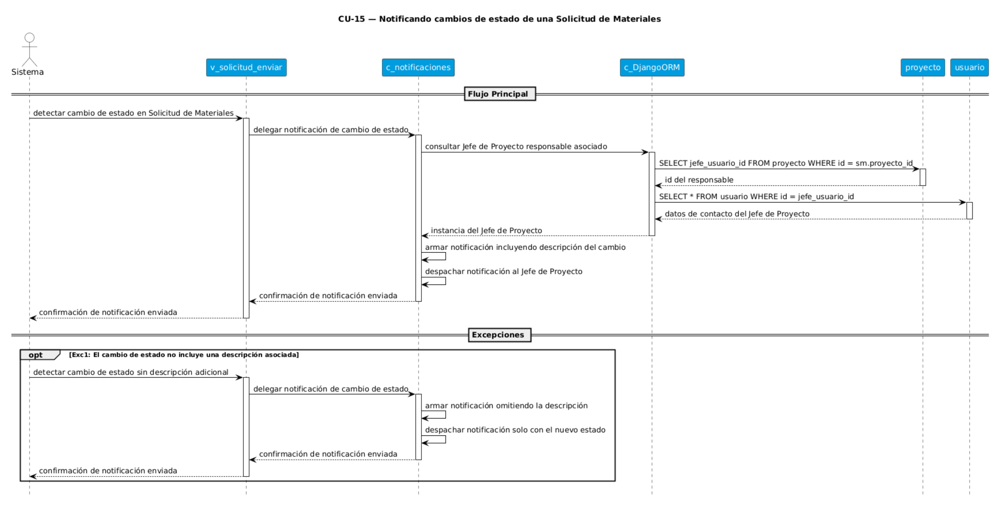 CU-15 — Notificando cambios de estado de una Solicitud de Materiales
Sistema
v_solicitud_enviar
c_notificaciones
c_DjangoORM
proyecto
usuario
Flujo Principal
detectar cambio de estado en Solicitud de Materiales
delegar notificación de cambio de estado
consultar Jefe de Proyecto responsable asociado
SELECT jefe_usuario_id FROM proyecto WHERE id = sm.proyecto_id
id del responsable
SELECT * FROM usuario WHERE id = jefe_usuario_id
datos de contacto del Jefe de Proyecto
instancia del Jefe de Proyecto
armar notificación incluyendo descripción del cambio
despachar notificación al Jefe de Proyecto
confirmación de notificación enviada
confirmación de notificación enviada
Excepciones
opt [Exc1: El cambio de estado no incluye una descripción asociada]
detectar cambio de estado sin descripción adicional
delegar notificación de cambio de estado
armar notificación omitiendo la descripción
despachar notificación solo con el nuevo estado
confirmación de notificación enviada
confirmación de notificación enviada